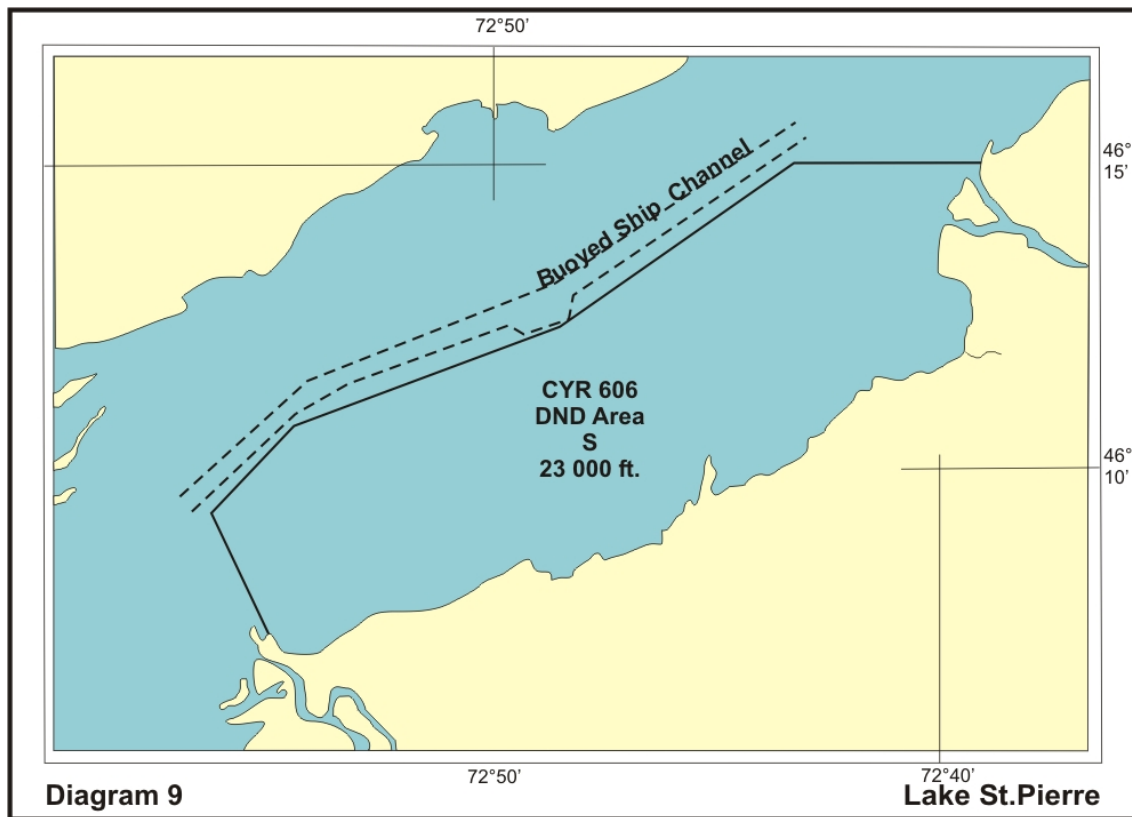 72°50’
46°
15’
Buoyed Ship Channel
CYR 606
DND Area
S
23 000 ft.
46°
10’
72°50’
72°40’
Diagram 9
Lake St.Pierre